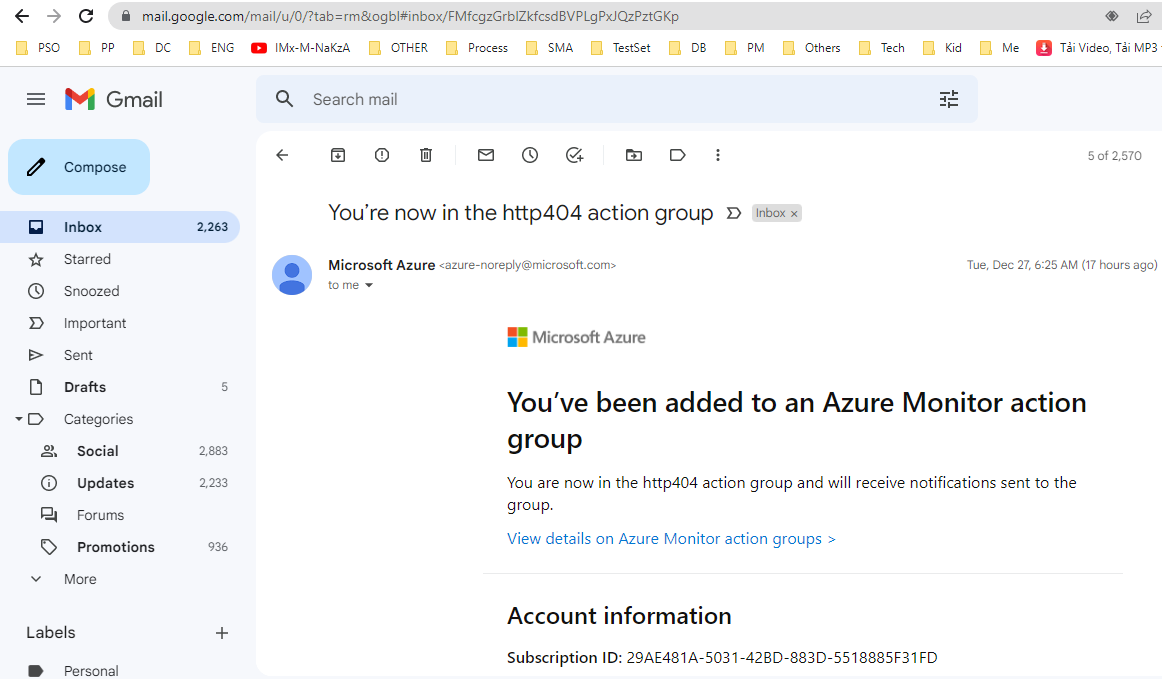 mail.google.com/mail/u/0/?tab=rm&ogbl#inbox/FMfcgzGrblZkfcsdBVPLgPxJQzPztGKp
PSO PP DC ENG IMx-M-NaKzA OTHER Process SMA TestSet DB PM Others Tech Kid Me Tải Video, Tải MP3
Gmail
Search mail
Compose
5 of 2,570
You're now in the http404 action group Inbox ×
Inbox 2,263
Starred
Snoozed
Important
Sent
Drafts 5
Categories
Social 2,883
Updates 2,233
Forums
Promotions 936
More
Labels +
Personal
Microsoft Azure <azure-noreply@microsoft.com> Tue, Dec 27, 6:25 AM (17 hours ago)
to me
Microsoft Azure
You've been added to an Azure Monitor action
group
You are now in the http404 action group and will receive notifications sent to the
group.
View details on Azure Monitor action groups >
Account information
Subscription ID: 29AE481A-5031-42BD-883D-5518885F31FD